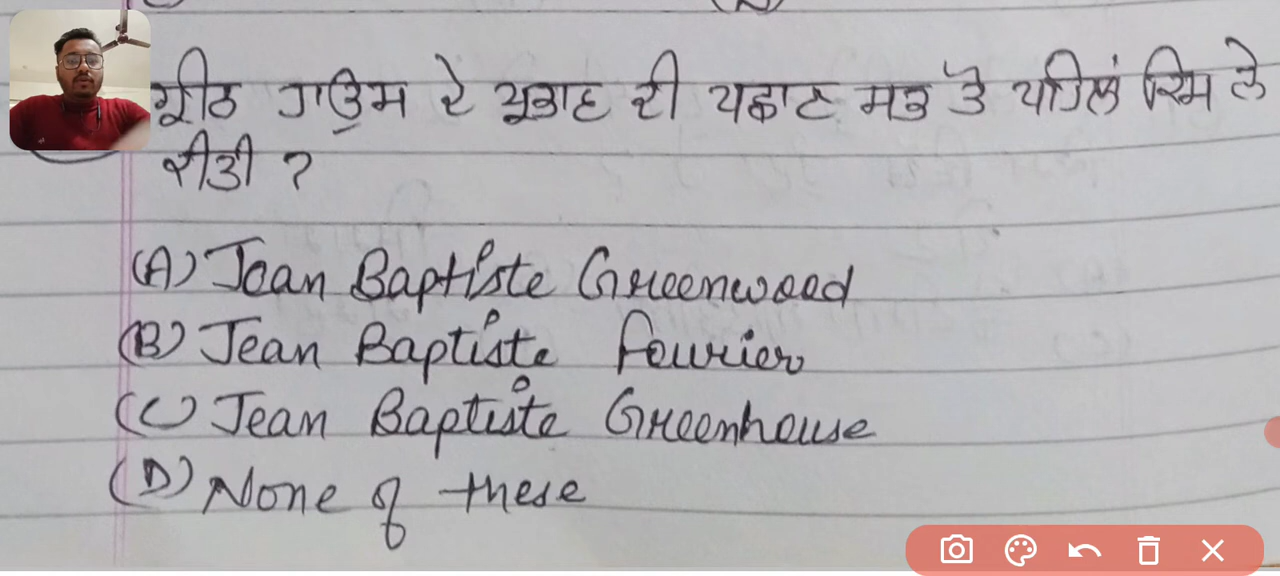 ਗ੍ਰੀਨ ਹਾਊਸ ਦੇ ਪ੍ਰਭਾਵ ਦੀ ਪਛਾਣ ਸਭ ਤੋਂ ਪਹਿਲਾਂ ਕਿਸ ਨੇ
ਕੀਤੀ ?
(A) Jean Baptiste Greenwood
(B) Jean Baptiste Fourier
(C) Jean Baptiste Greenhouse
(D) None of these